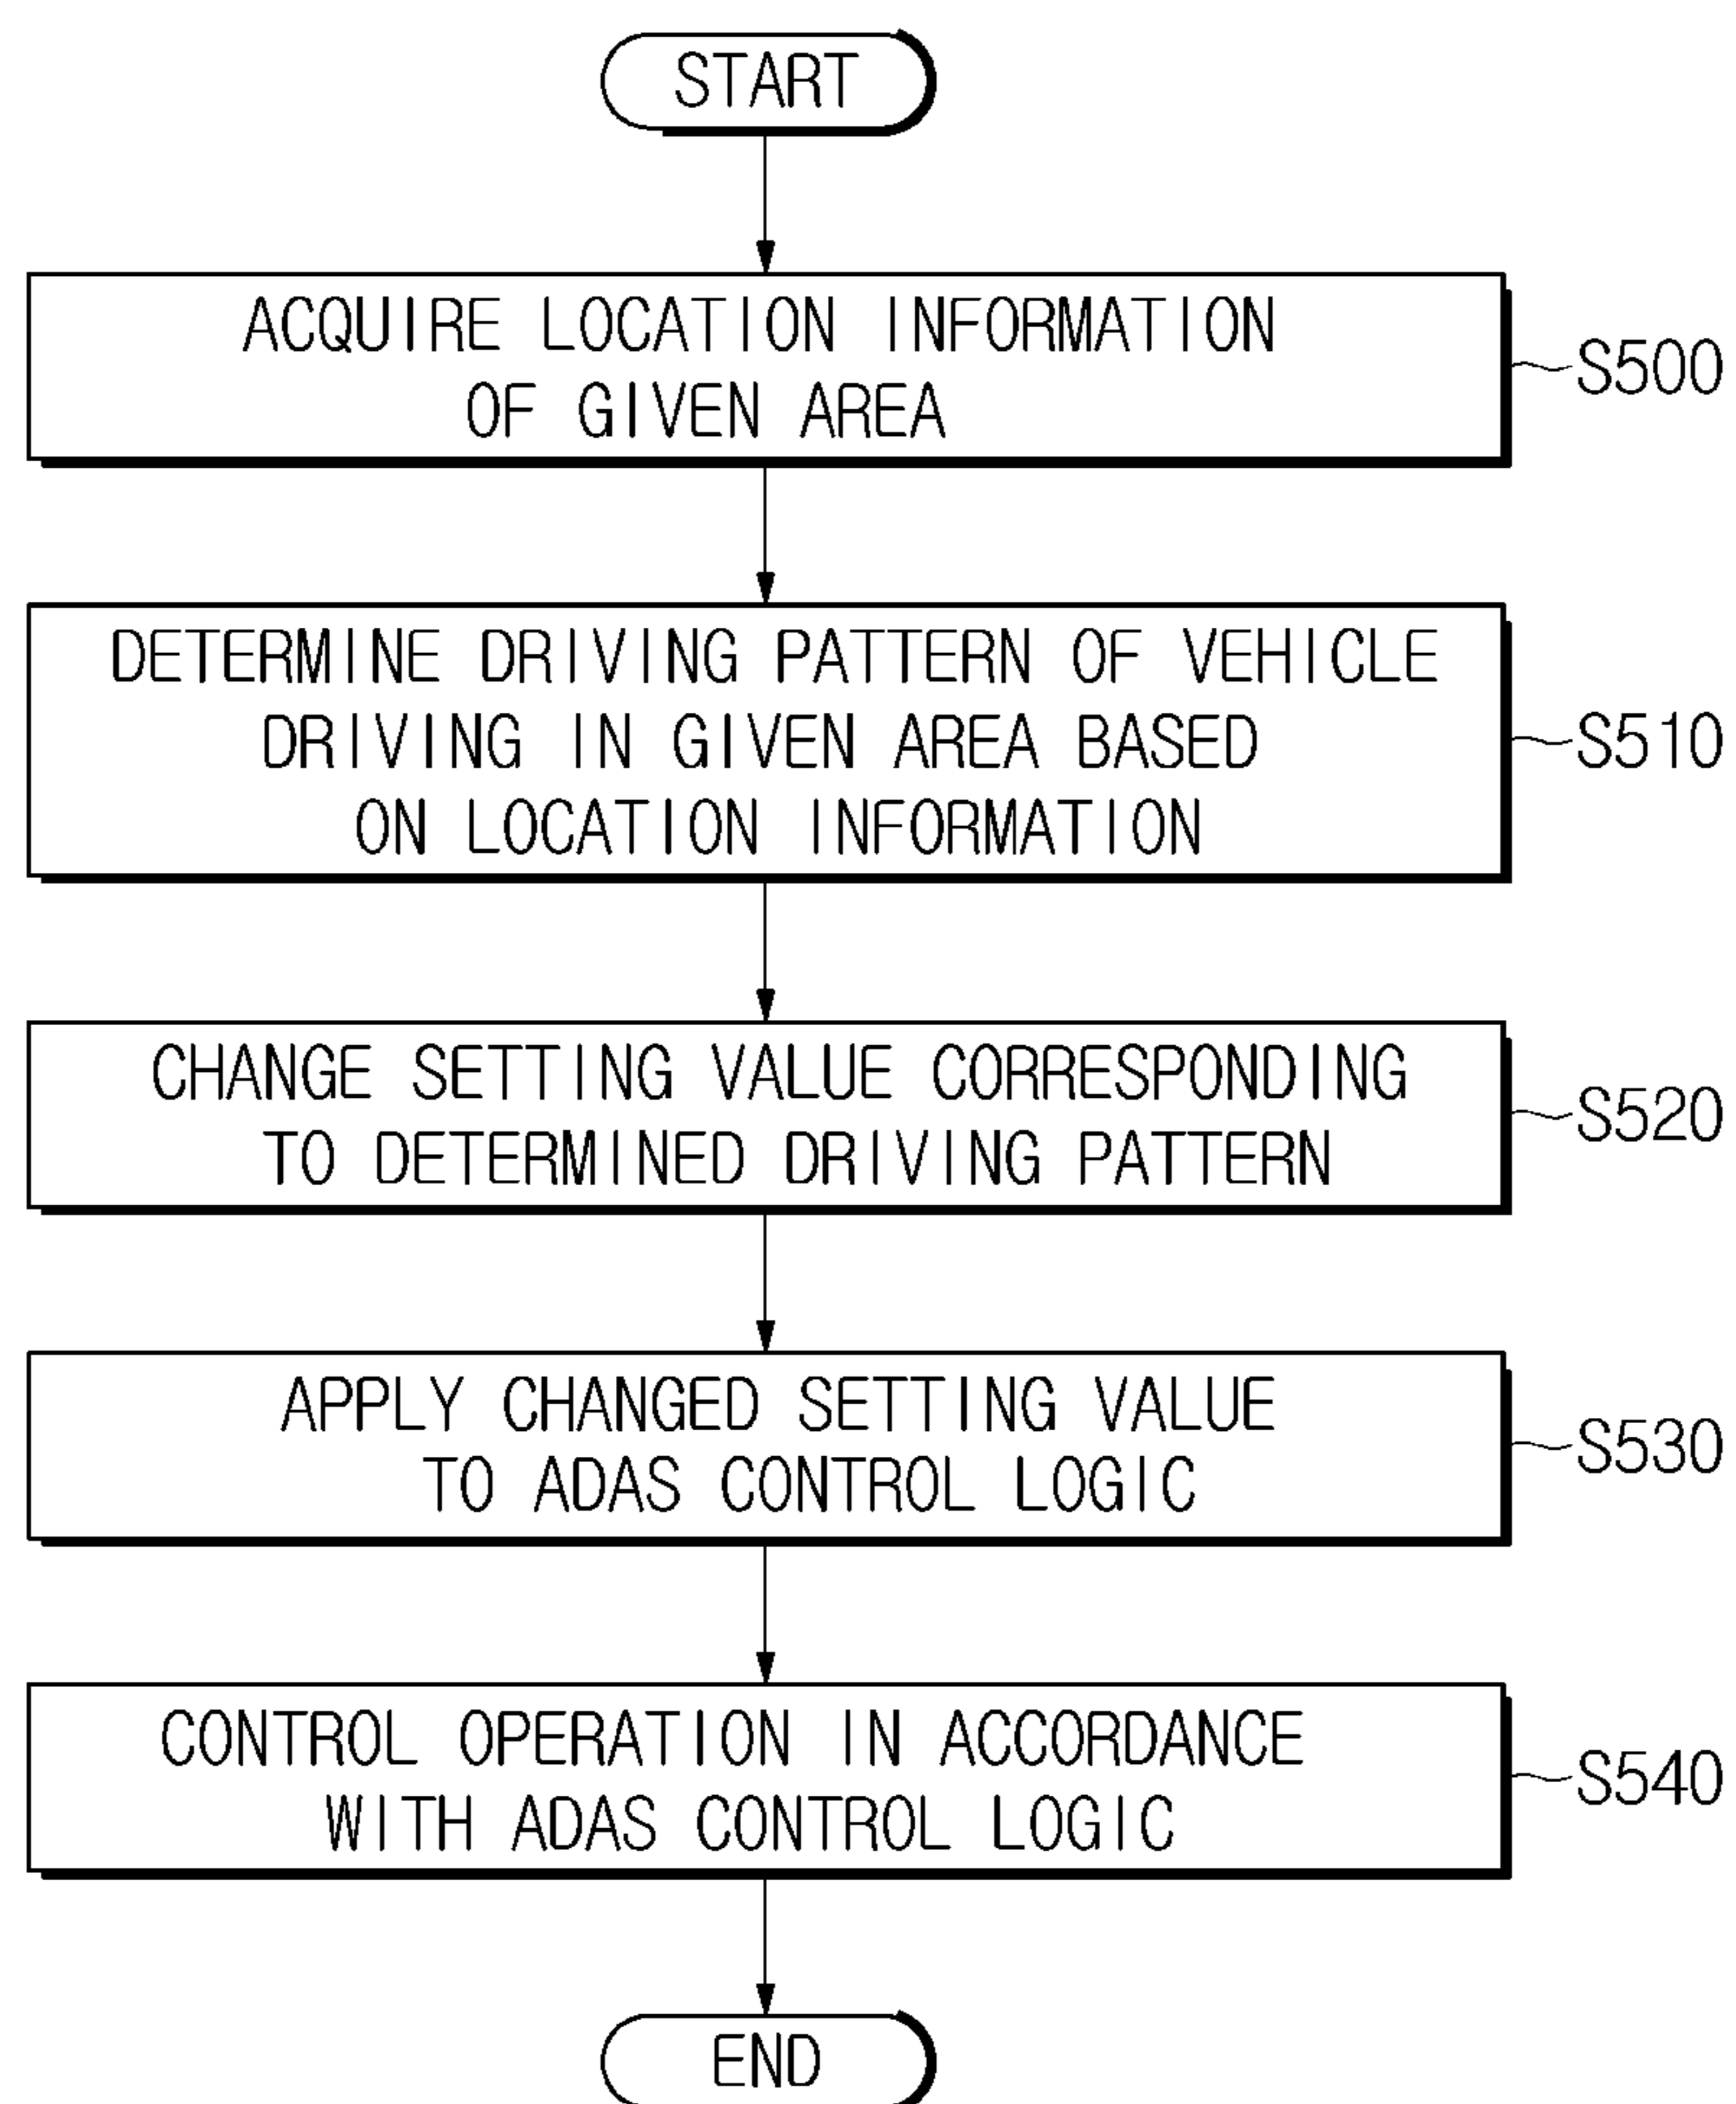 START
ACQUIRE LOCATION INFORMATION
OF GIVEN AREA
S500
DETERMINE DRIVING PATTERN OF VEHICLE
DRIVING IN GIVEN AREA BASED
ON LOCATION INFORMATION
S510
CHANGE SETTING VALUE CORRESPONDING
TO DETERMINED DRIVING PATTERN
S520
APPLY CHANGED SETTING VALUE
TO ADAS CONTROL LOGIC
S530
CONTROL OPERATION IN ACCORDANCE
WITH ADAS CONTROL LOGIC
S540
END